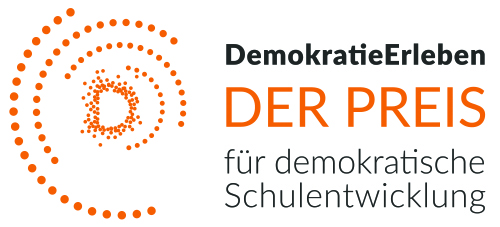 D
DemokratieErleben
DER PREIS
für demokratische
Schulentwicklung